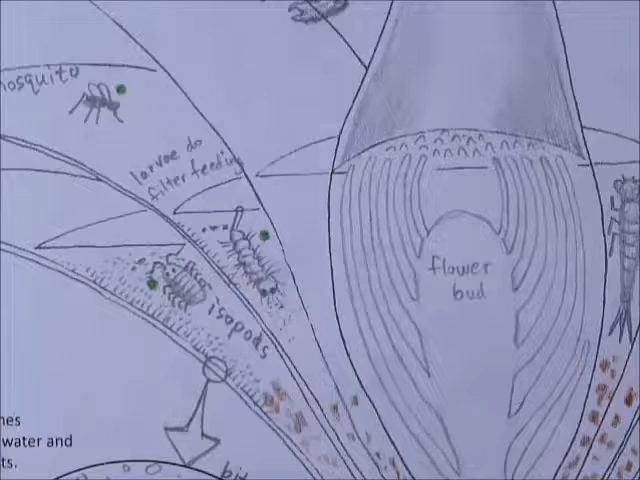 mosquito
larvae do
filter feeding
flower
bud
isopods
water and